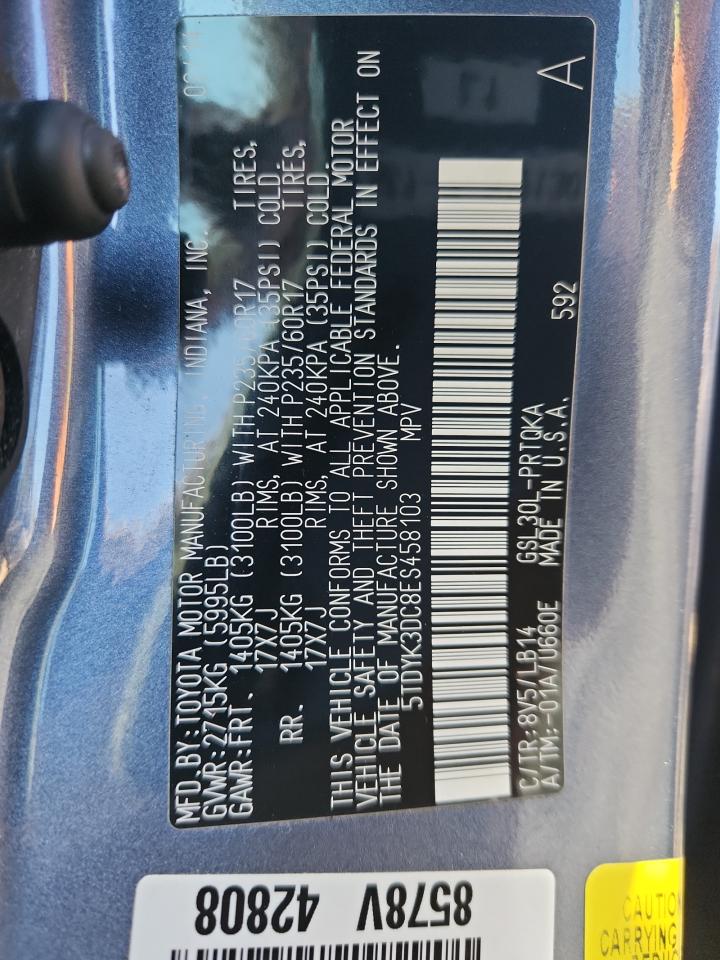 MFD.BY:TOYOTA MOTOR MANUFACTURING, INDIANA, INC.
GVWR:2715KG (5995LB)
GAWR:FRT. 1405KG (3100LB) WITH P235/60R17 TIRES,
17X7J RIMS, AT 240KPA (35PSI) COLD.
RR. 1405KG (3100LB) WITH P235/60R17 TIRES,
17X7J RIMS, AT 240KPA (35PSI) COLD.
THIS VEHICLE CONFORMS TO ALL APPLICABLE FEDERAL MOTOR
VEHICLE SAFETY AND THEFT PREVENTION STANDARDS IN EFFECT ON
THE DATE OF MANUFACTURE SHOWN ABOVE.
5TDYK3DC8ES458103 MPV
C/TR:8V5/LB14 GSL30L-PRTQKA
A/TM:-01A/U660E MADE IN U.S.A. 592 A
8578V 42808
CAUTION
CARRYING